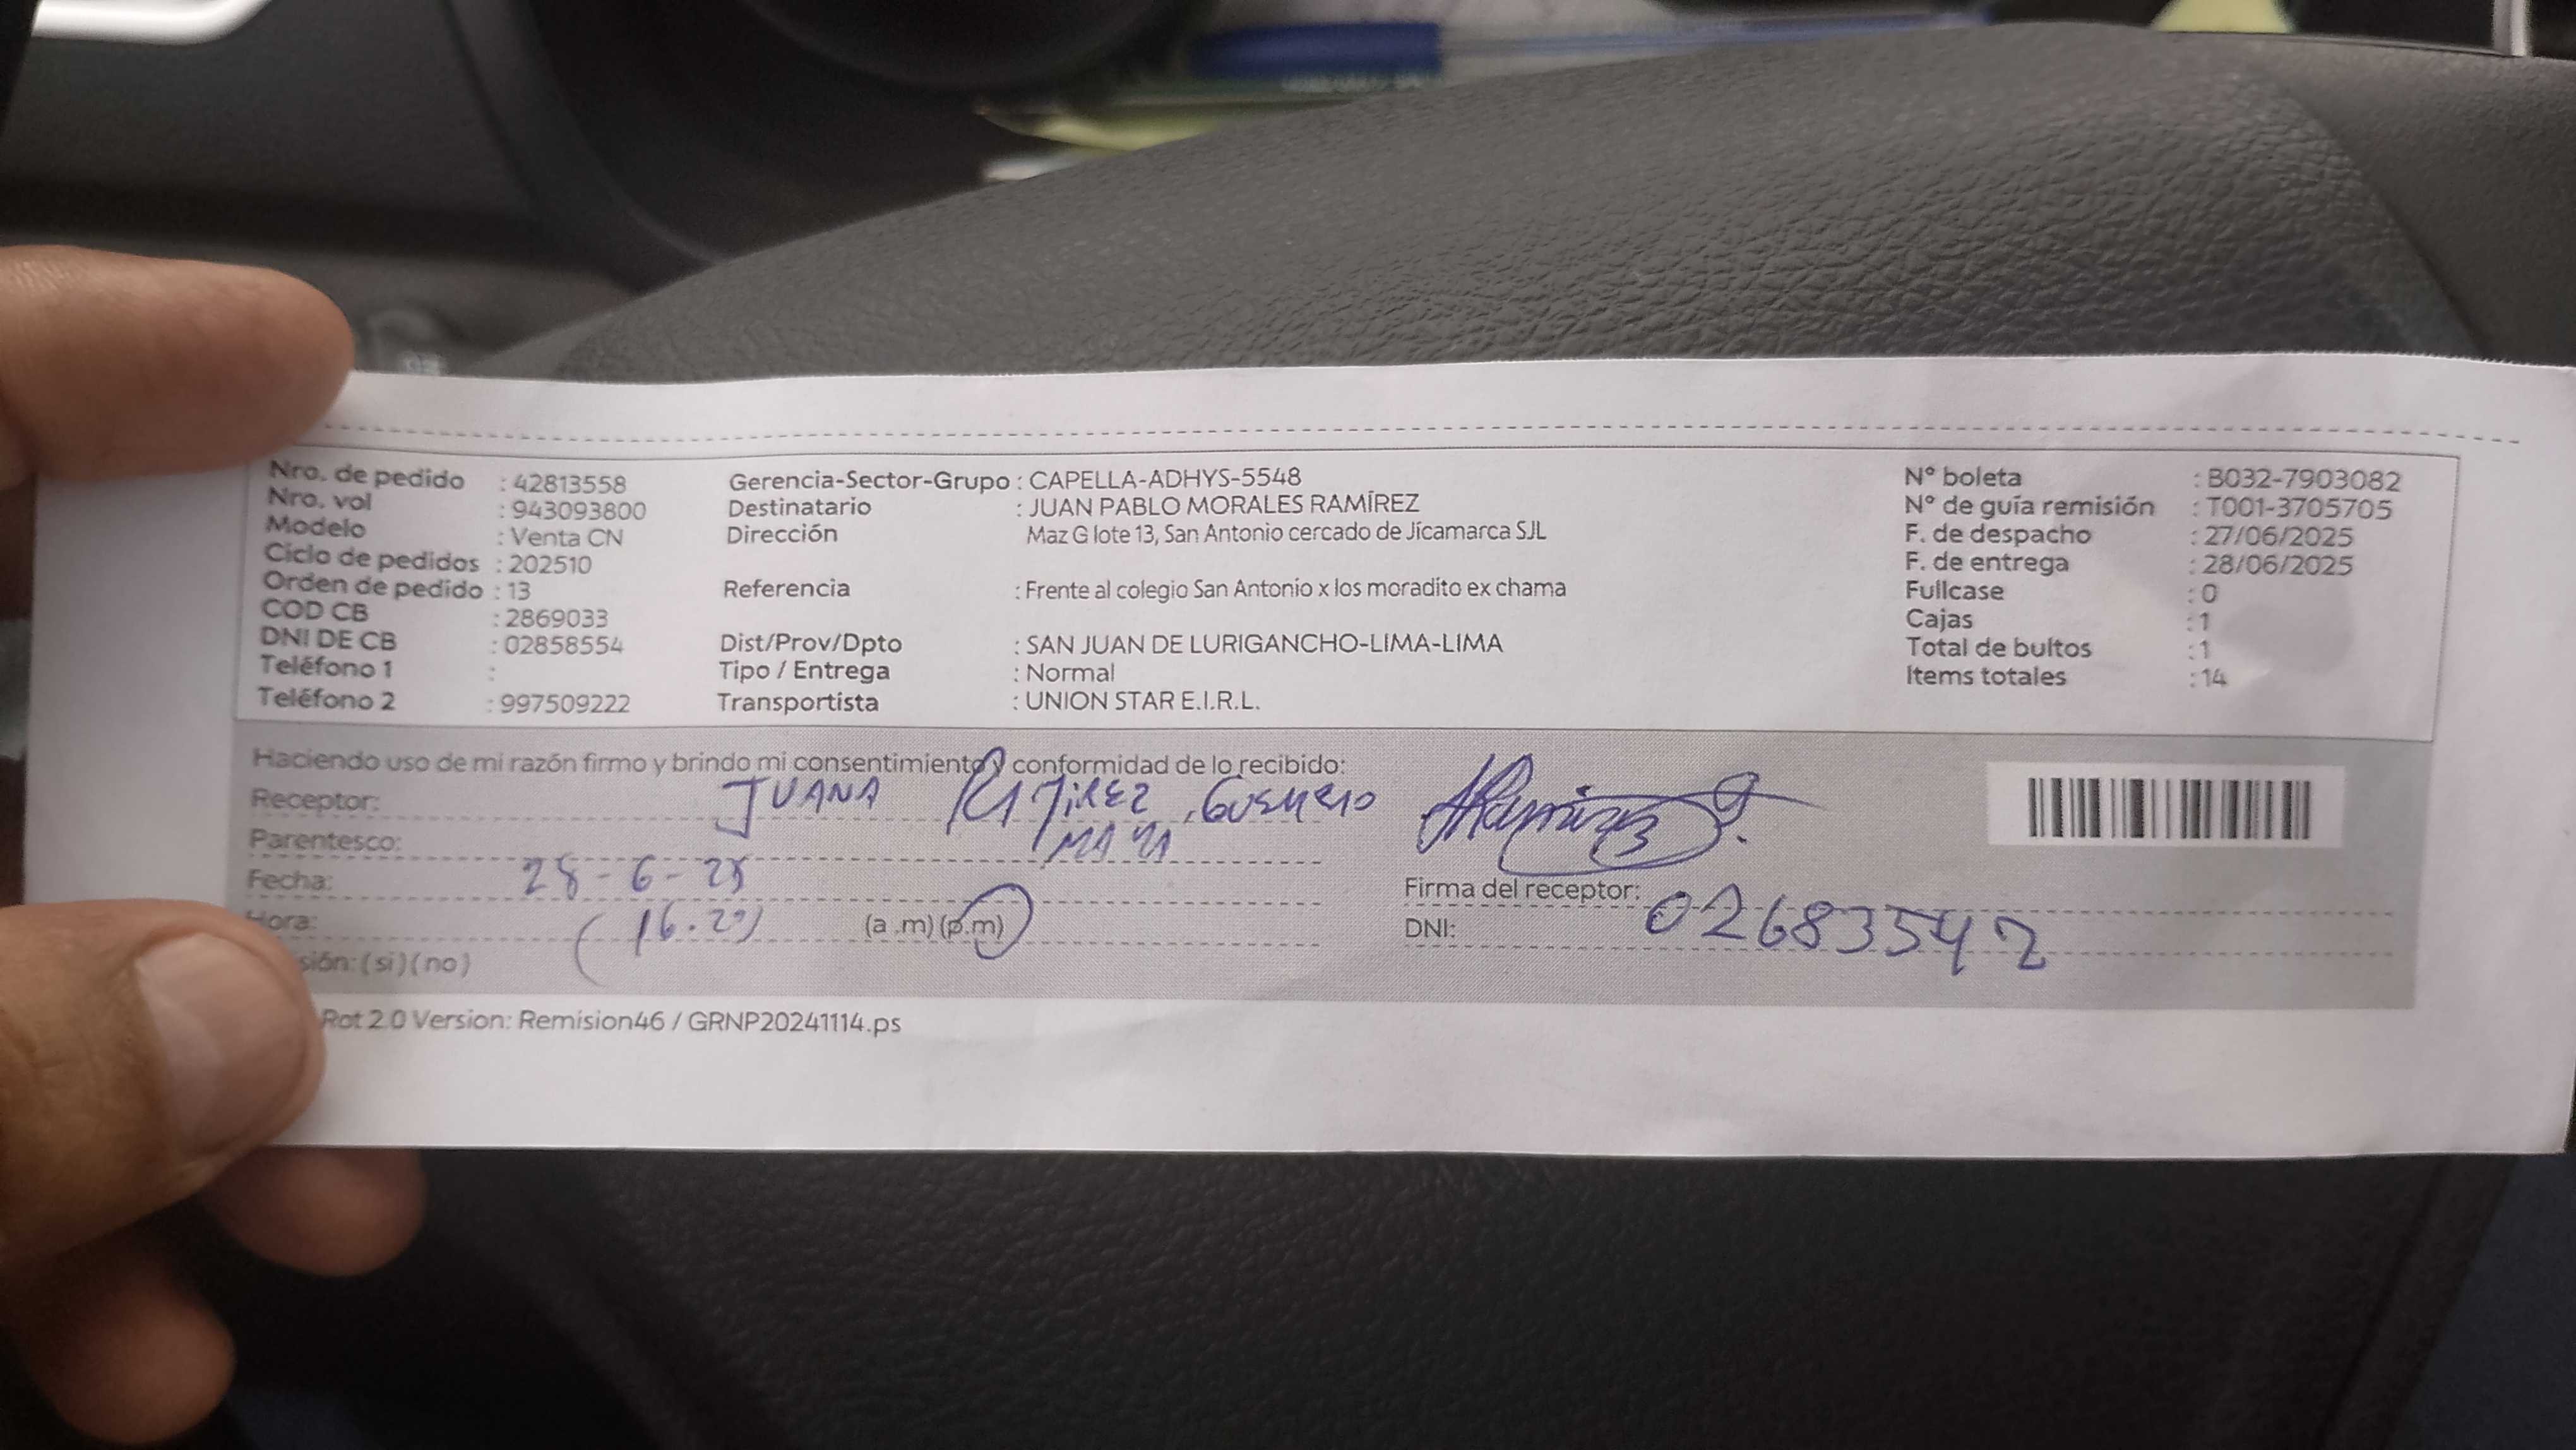 Nro. de pedido : 42813558 Gerencia-Sector-Grupo : CAPELLA-ADHYS-5548 Nº boleta : B032-7903082
Nro. vol : 943093800 Destinatario : JUAN PABLO MORALES RAMÍREZ Nº de guía remisión : T001-3705705
Modelo : Venta CN Dirección Maz G lote 13, San Antonio cercado de Jicamarca SJL F. de despacho : 27/06/2025
Ciclo de pedidos : 202510 F. de entrega : 28/06/2025
Orden de pedido : 13 Referencia : Frente al colegio San Antonio x los moradito ex chama Fullcase : 0
COD CB : 2869033 Cajas : 1
DNI DE CB : 02858554 Dist/Prov/Dpto : SAN JUAN DE LURIGANCHO-LIMA-LIMA Total de bultos : 1
Teléfono 1 : Tipo / Entrega : Normal Items totales : 14
Teléfono 2 : 997509222 Transportista : UNION STAR E.I.R.L.
Haciendo uso de mi razón firmo y brindo mi consentimiento y conformidad de lo recibido:
Receptor: JUANA
Parentesco:
Fecha: 28-6-25
Hora: (16.20) (a.m) (p.m)
Firma del receptor:
DNI: 02683542
sión: (si) (no)
Rot 2.0 Version: Remision46 / GRNP20241114.ps